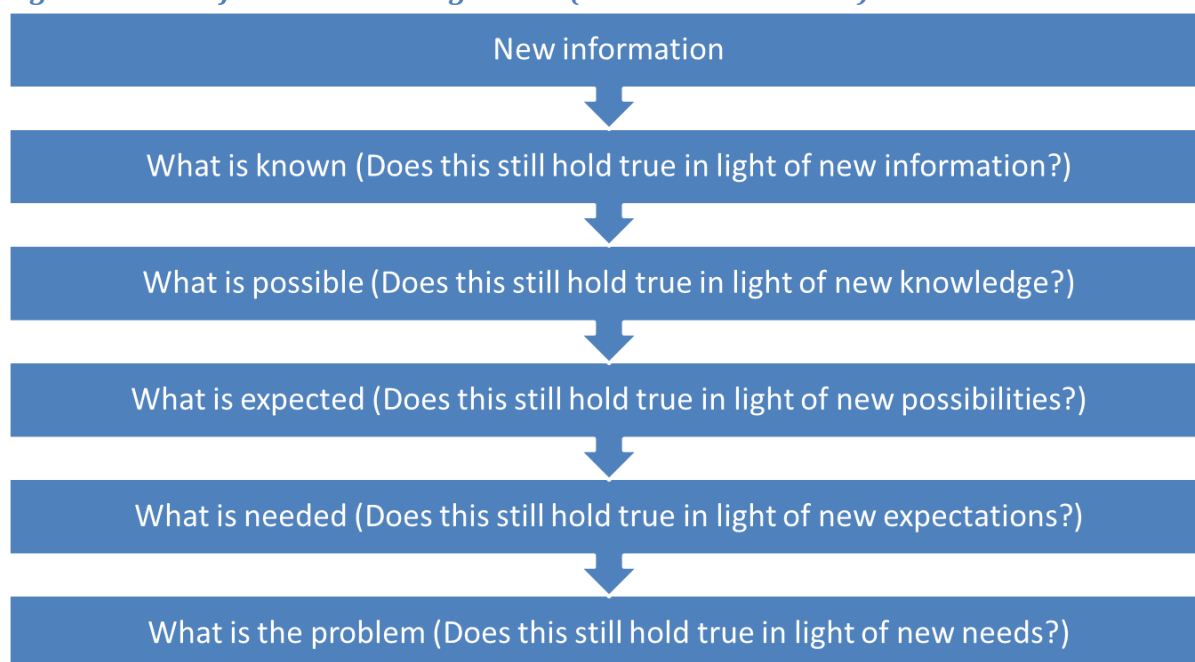 New information
What is known (Does this still hold true in light of new information?)
What is possible (Does this still hold true in light of new knowledge?)
What is expected (Does this still hold true in light of new possibilities?)
What is needed (Does this still hold true in light of new expectations?)
What is the problem (Does this still hold true in light of new needs?)